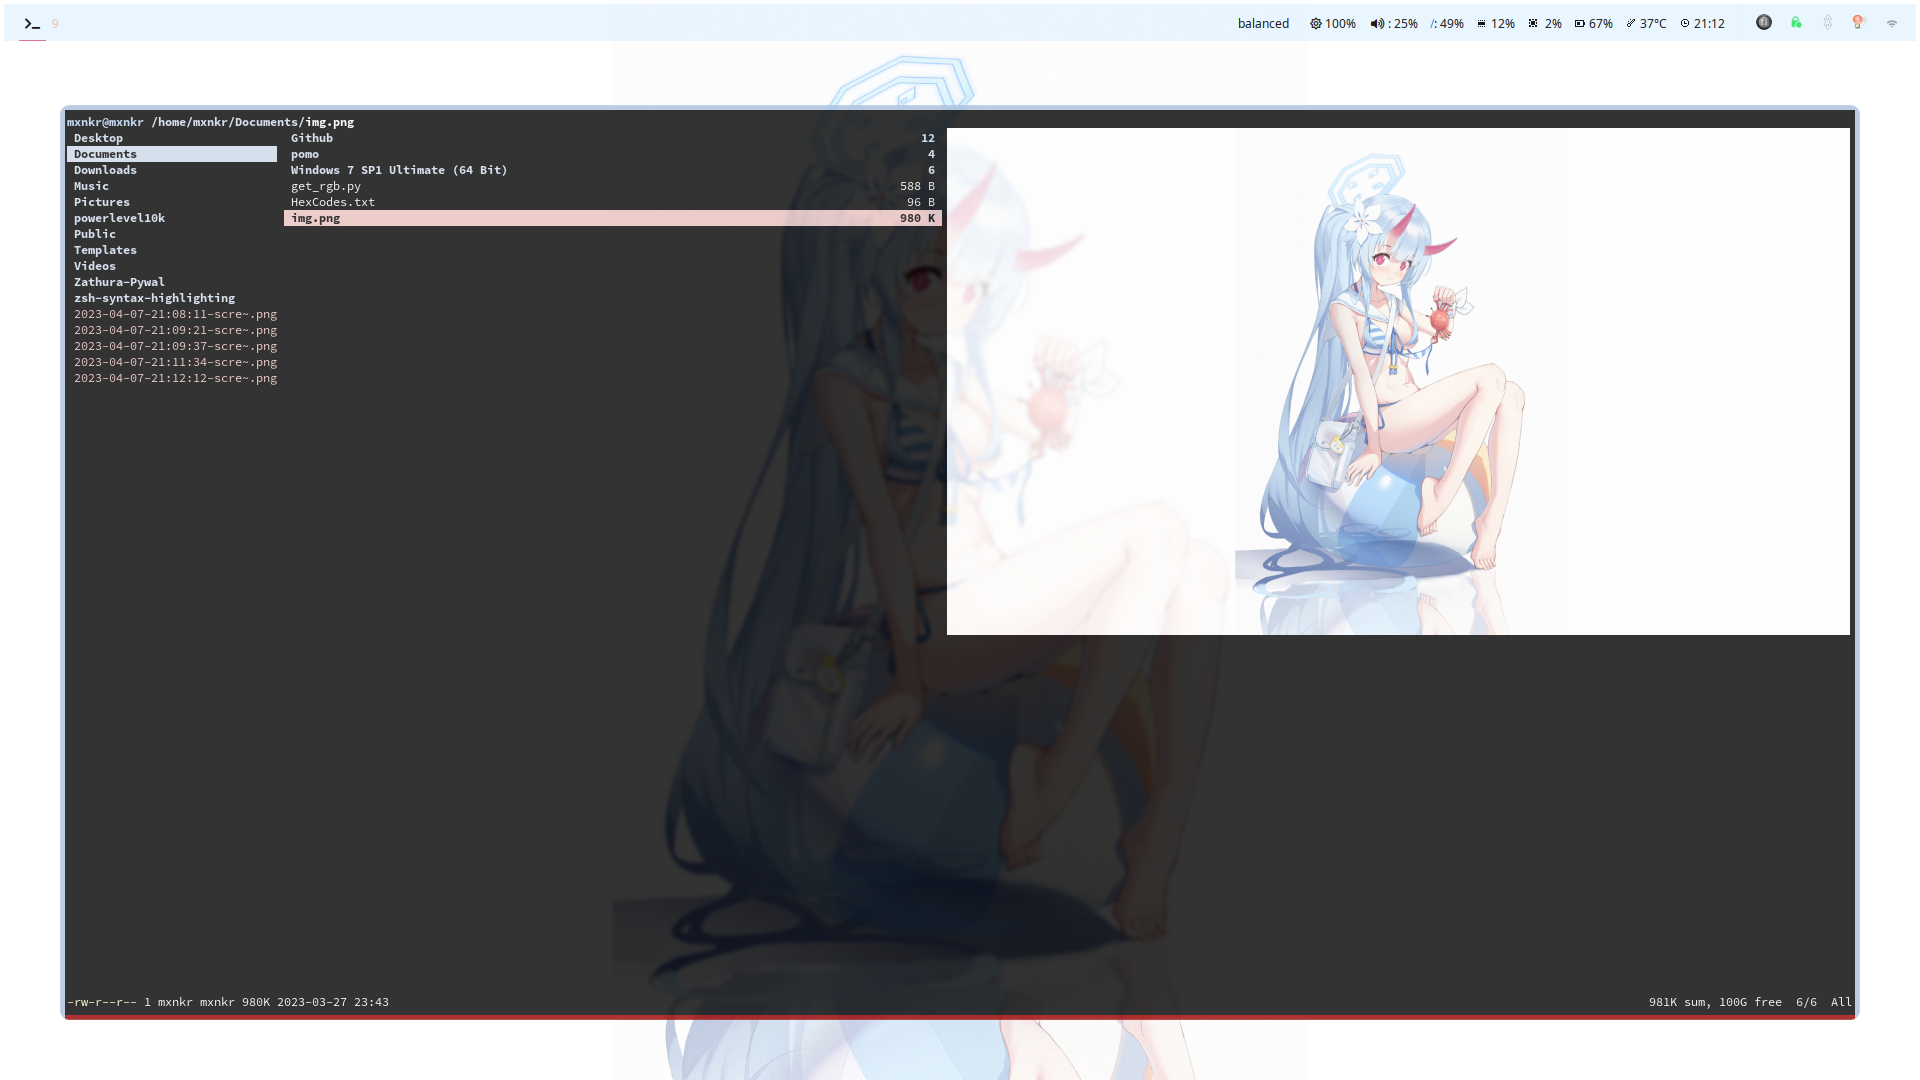 >_ 9 balanced 100% : 25% /: 49% 12% 2% 67% 37°C 21:12
mxnkr@mxnkr /home/mxnkr/Documents/img.png
Desktop
Documents
Downloads
Music
Pictures
powerlevel10k
Public
Templates
Videos
Zathura-Pywal
zsh-syntax-highlighting
2023-04-07-21:08:11-scre~.png
2023-04-07-21:09:21-scre~.png
2023-04-07-21:09:37-scre~.png
2023-04-07-21:11:34-scre~.png
2023-04-07-21:12:12-scre~.png
Github 12
pomo 4
Windows 7 SP1 Ultimate (64 Bit) 6
get_rgb.py 588 B
HexCodes.txt 96 B
img.png 980 K
-rw-r--r-- 1 mxnkr mxnkr 980K 2023-03-27 23:43 981K sum, 100G free 6/6 All